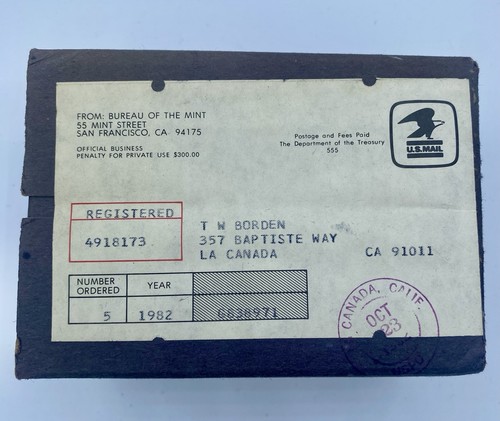 FROM: BUREAU OF THE MINT
55 MINT STREET
SAN FRANCISCO, CA 94175
OFFICIAL BUSINESS
PENALTY FOR PRIVATE USE $300.00
Postage and Fees Paid
The Department of the Treasury
555
U.S.MAIL
REGISTERED
4918173
T W BORDEN
357 BAPTISTE WAY
LA CANADA CA 91011
NUMBER ORDERED YEAR
5 1982 G838971
CANADA, CALIF.
OCT
23